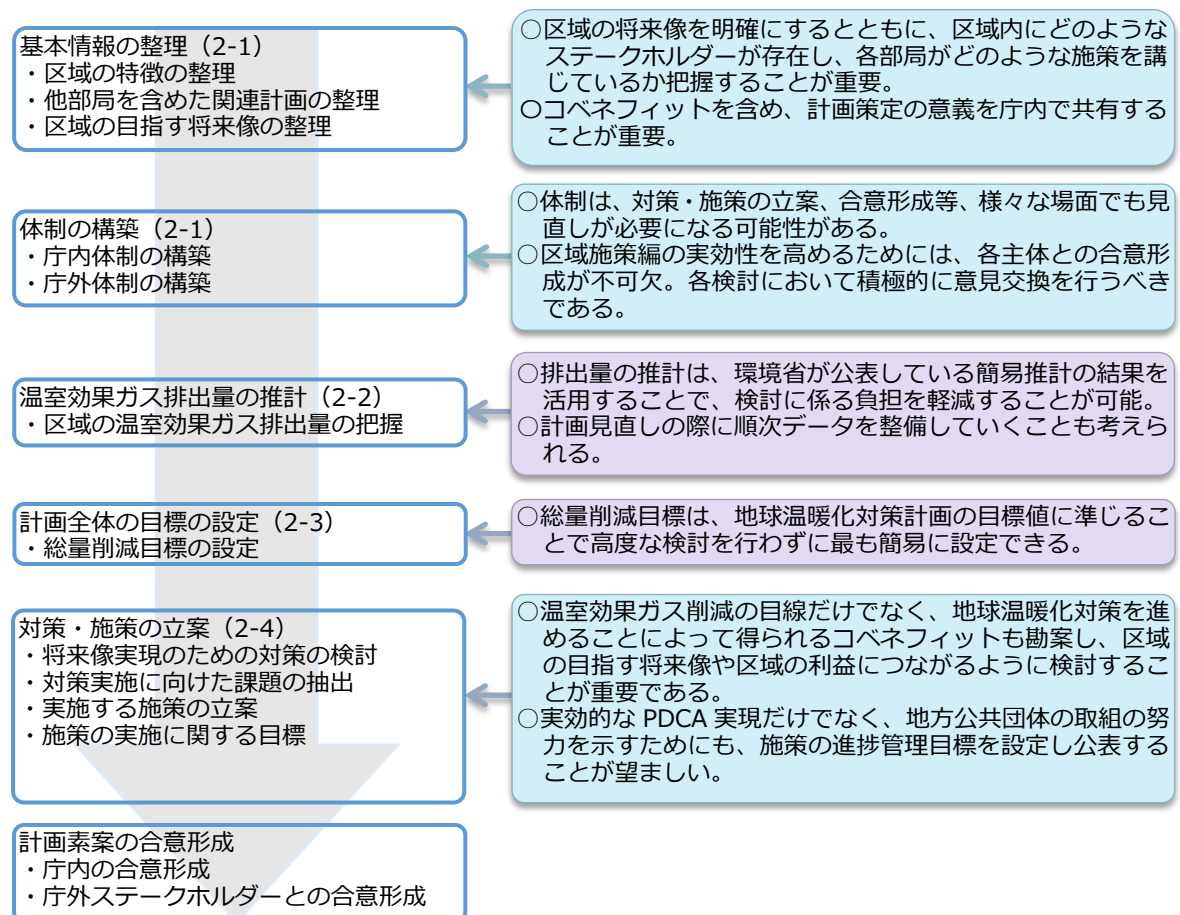 基本情報の整理（2-1）
・区域の特徴の整理
・他部局を含めた関連計画の整理
・区域の目指す将来像の整理
○区域の将来像を明確にするとともに、区域内にどのような
ステークホルダーが存在し、各部局がどのような施策を講
じているか把握することが重要。
〇コベネフィットを含め、計画策定の意義を庁内で共有する
ことが重要。
体制の構築（2-1）
・庁内体制の構築
・庁外体制の構築
○体制は、対策・施策の立案、合意形成等、様々な場面でも見
直しが必要になる可能性がある。
○区域施策編の実効性を高めるためには、各主体との合意形
成が不可欠。各検討において積極的に意見交換を行うべき
である。
温室効果ガス排出量の推計（2-2）
・区域の温室効果ガス排出量の把握
○排出量の推計は、環境省が公表している簡易推計の結果を
活用することで、検討に係る負担を軽減することが可能。
○計画見直しの際に順次データを整備していくことも考えら
れる。
計画全体の目標の設定（2-3）
・総量削減目標の設定
○総量削減目標は、地球温暖化対策計画の目標値に準じるこ
とで高度な検討を行わずに最も簡易に設定できる。
対策・施策の立案（2-4）
・将来像実現のための対策の検討
・対策実施に向けた課題の抽出
・実施する施策の立案
・施策の実施に関する目標
○温室効果ガス削減の目線だけでなく、地球温暖化対策を進
めることによって得られるコベネフィットも勘案し、区域
の目指す将来像や区域の利益につながるように検討するこ
とが重要である。
○実効的な PDCA 実現だけでなく、地方公共団体の取組の努
力を示すためにも、施策の進捗管理目標を設定し公表する
ことが望ましい。
計画素案の合意形成
・庁内の合意形成
・庁外ステークホルダーとの合意形成